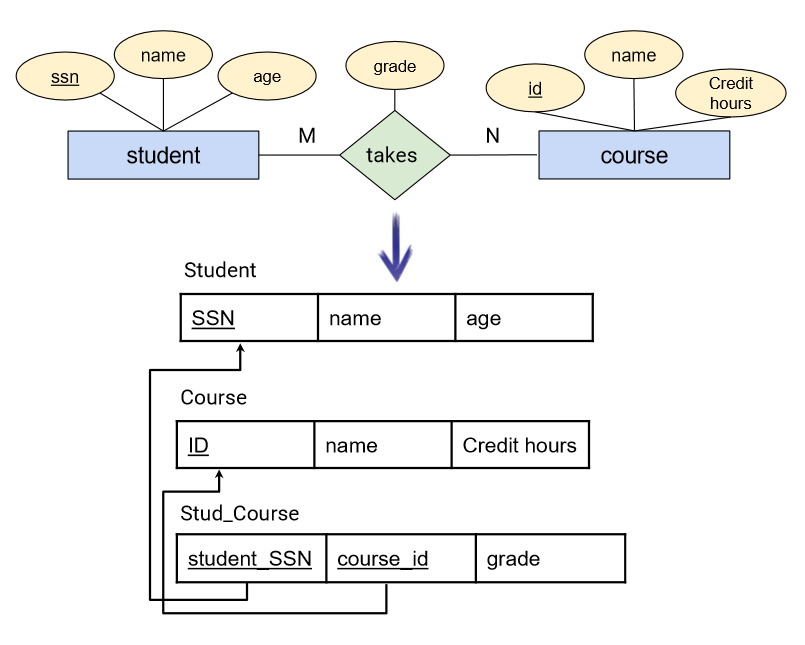 ssn
name
age
grade
id
name
Credit
hours
student
M
takes
N
course
Student
SSN
name
age
Course
ID
name
Credit hours
Stud_Course
student_SSN
course_id
grade